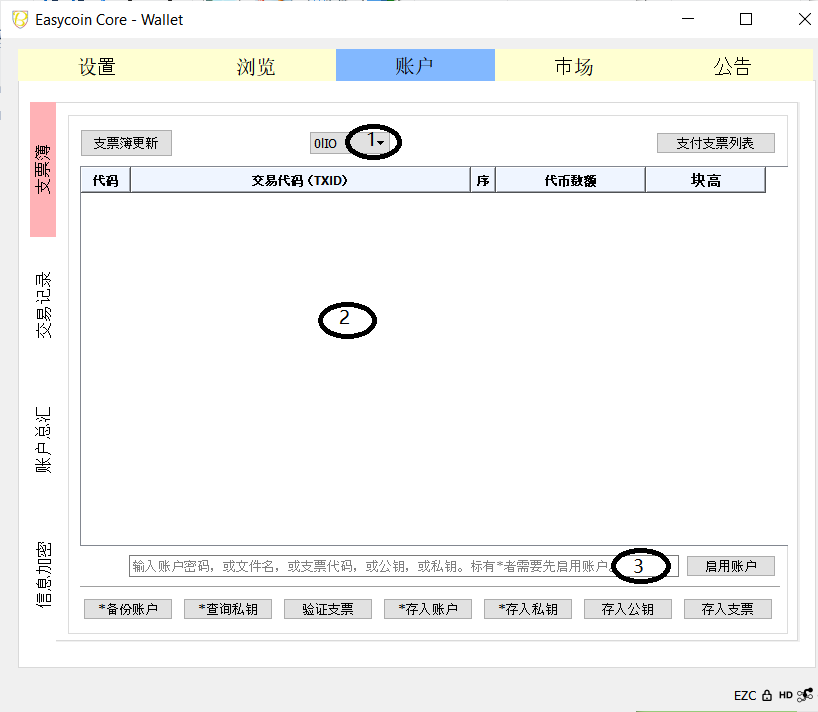 Easycoin Core - Wallet
设置 浏览 账户 市场 公告
支票簿
交易记录
账户总汇
信息加密
支票簿更新 0|IO 1 支付支票列表
代码 交易代码（TXID） 序 代币数额 块高
2
输入账户密码，或文件名，或支票代码，或公钥，或私钥。标有*者需要先启用账户。 3 启用账户
*备份账户 *查询私钥 验证支票 *存入账户 *存入私钥 存入公钥 存入支票
EZC HD